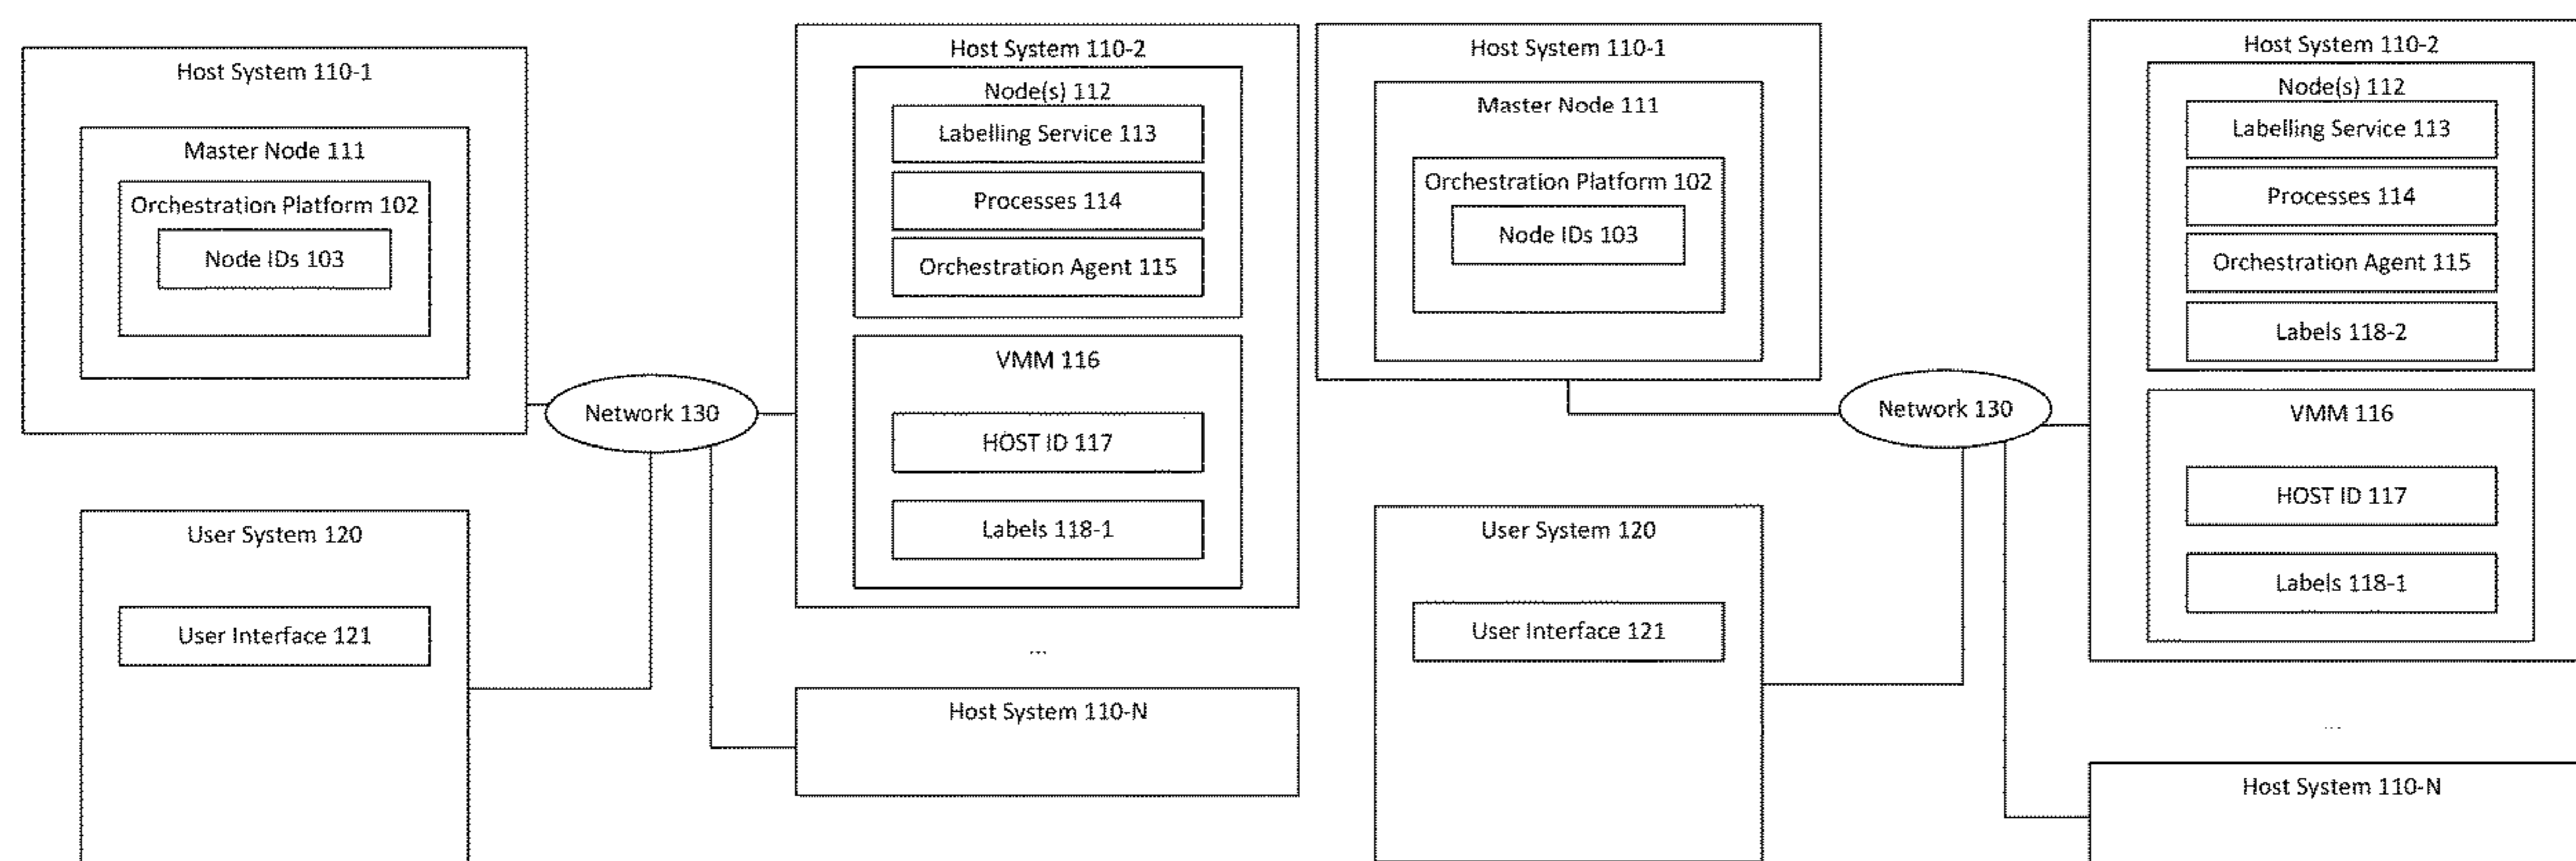 Host System 110-1
Master Node 111
Orchestration Platform 102
Node IDs 103
User System 120
User Interface 121
Network 130
Host System 110-2
Node(s) 112
Labelling Service 113
Processes 114
Orchestration Agent 115
VMM 116
HOST ID 117
Labels 118-1
...
Host System 110-N
Host System 110-1
Master Node 111
Orchestration Platform 102
Node IDs 103
User System 120
User Interface 121
Network 130
Host System 110-2
Node(s) 112
Labelling Service 113
Processes 114
Orchestration Agent 115
Labels 118-2
VMM 116
HOST ID 117
Labels 118-1
...
Host System 110-N